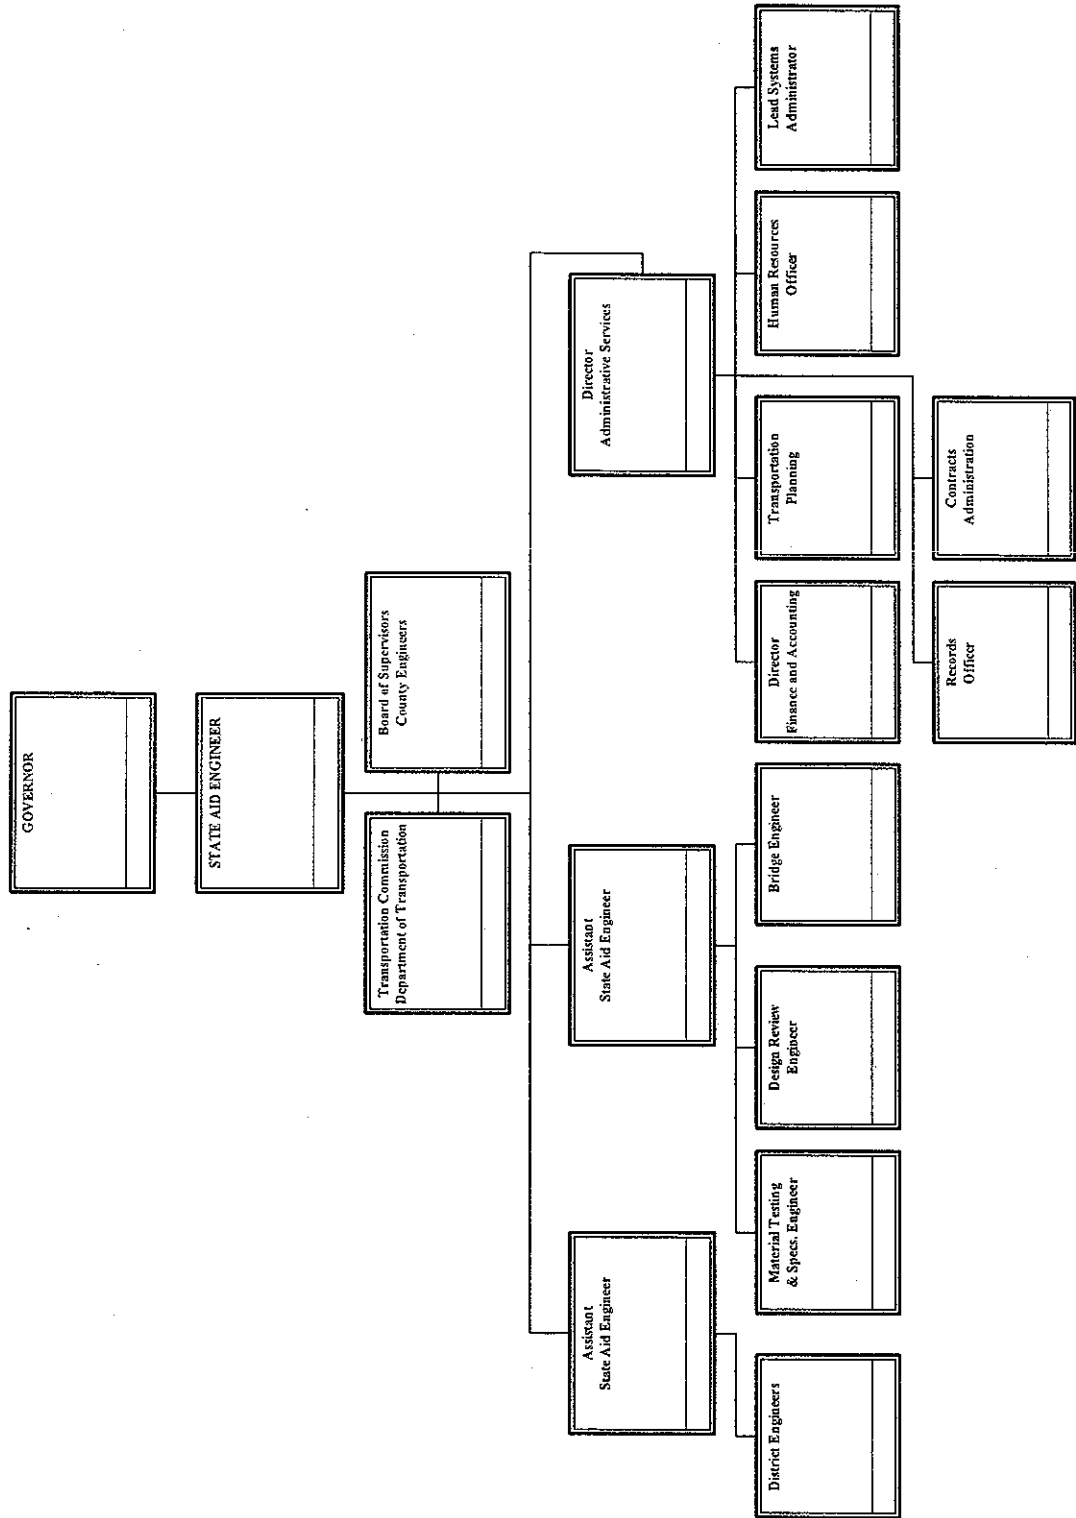 GOVERNOR
STATE AID ENGINEER
Transportation Commission
Department of Transportation
Board of Supervisors
County Engineers
Assistant
State Aid Engineer
Assistant
State Aid Engineer
Director
Administrative Services
District Engineers
Material Testing
& Specs. Engineer
Design Review
Engineer
Bridge Engineer
Director
Finance and Accounting
Transportation
Planning
Human Resources
Officer
Lead Systems
Administrator
Records
Officer
Contracts
Administration